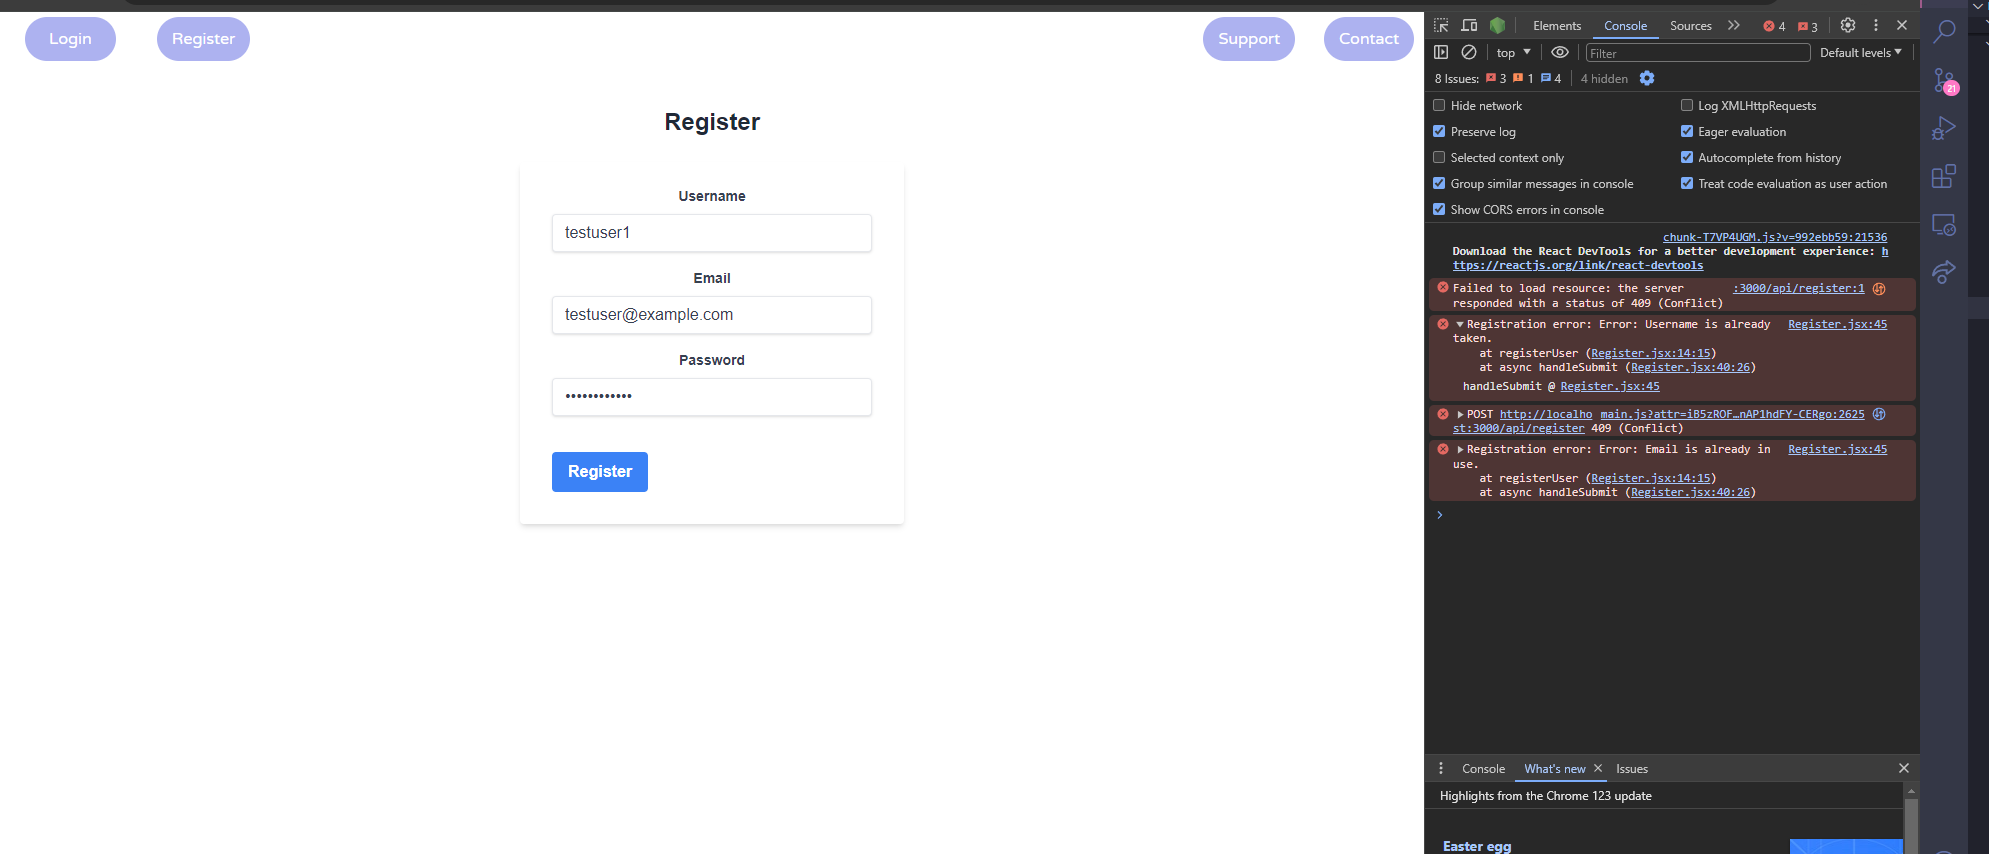 Login
Register
Support
Contact
Register
Username
testuser1
Email
testuser@example.com
Password
••••••••••••
Register
Elements
Console
Sources
4
3
top
Filter
Default levels
8 Issues:
3
1
4
4 hidden
Hide network
Log XMLHttpRequests
Preserve log
Eager evaluation
Selected context only
Autocomplete from history
Group similar messages in console
Treat code evaluation as user action
Show CORS errors in console
chunk-T7VP4UGM.js?v=992ebb59:21536
Download the React DevTools for a better development experience: h
ttps://reactjs.org/link/react-devtools
Failed to load resource: the server :3000/api/register:1
responded with a status of 409 (Conflict)
Registration error: Error: Username is already Register.jsx:45
taken.
at registerUser (Register.jsx:14:15)
at async handleSubmit (Register.jsx:40:26)
handleSubmit @ Register.jsx:45
POST http://localho main.js?attr=iB5zROF…nAP1hdFY-CERgo:2625
st:3000/api/register 409 (Conflict)
Registration error: Error: Email is already in Register.jsx:45
use.
at registerUser (Register.jsx:14:15)
at async handleSubmit (Register.jsx:40:26)
Console
What's new
Issues
Highlights from the Chrome 123 update
Easter egg
21